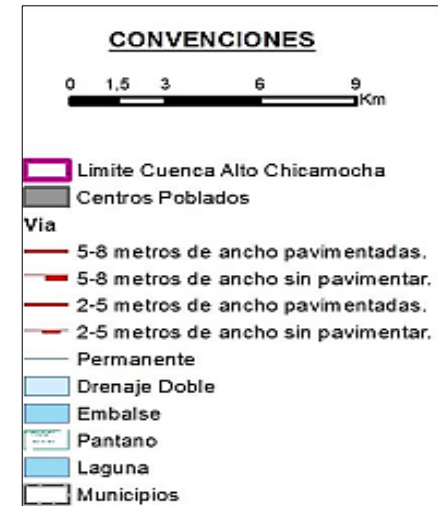 CONVENCIONES
0 1,5 3 6 9
Km
Limite Cuenca Alto Chicamocha
Centros Poblados
Via
5-8 metros de ancho pavimentadas.
5-8 metros de ancho sin pavimentar.
2-5 metros de ancho pavimentadas.
2-5 metros de ancho sin pavimentar.
Permanente
Drenaje Doble
Embalse
Pantano
Laguna
Municipios